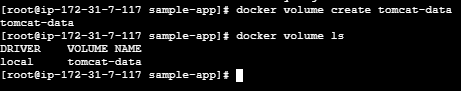 [root@ip-172-31-7-117 sample-app]# docker volume create tomcat-data
tomcat-data
[root@ip-172-31-7-117 sample-app]# docker volume ls
DRIVER    VOLUME NAME
local     tomcat-data
[root@ip-172-31-7-117 sample-app]#